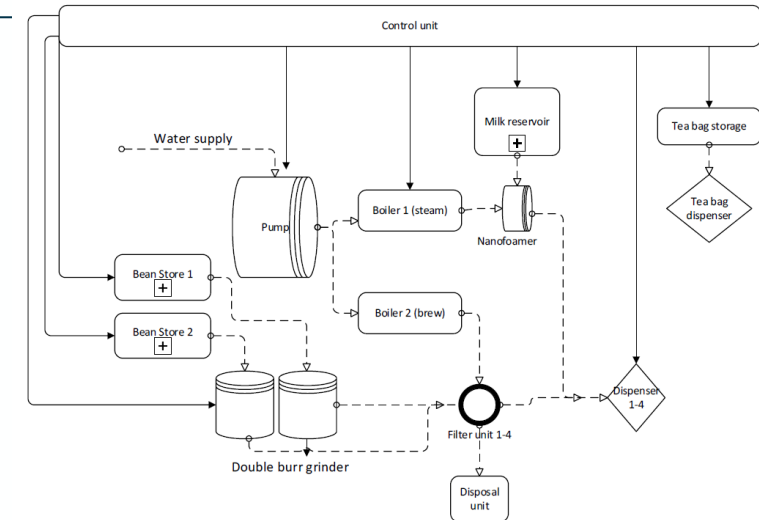 Control unit
Milk reservoir
Tea bag storage
Water supply
Tea bag
dispenser
Boiler 1 (steam)
Pump
Nanofoamer
Bean Store 1
Boiler 2 (brew)
Bean Store 2
Dispenser
1-4
Filter unit 1-4
Double burr grinder
Disposal
unit